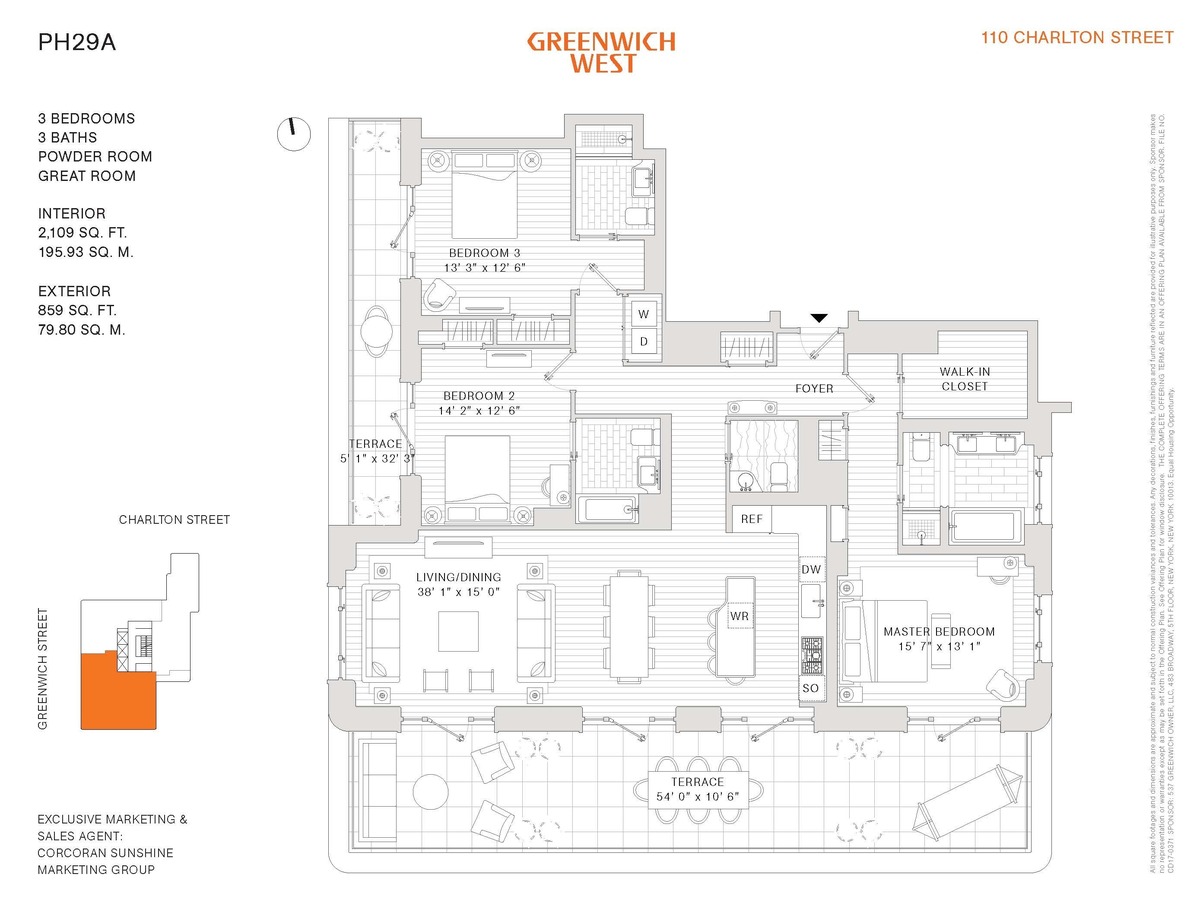 PH29A
GREENWICH
WEST
110 CHARLTON STREET
3 BEDROOMS
3 BATHS
POWDER ROOM
GREAT ROOM
INTERIOR
2,109 SQ. FT.
195.93 SQ. M.
EXTERIOR
859 SQ. FT.
79.80 SQ. M.
BEDROOM 3
13' 3" x 12' 6"
W
D
FOYER
WALK-IN
CLOSET
BEDROOM 2
14' 2" x 12' 6"
TERRACE
5' 1" x 32' 3"
REF
LIVING/DINING
38' 1" x 15' 0"
DW
WR
SO
MASTER BEDROOM
15' 7" x 13' 1"
TERRACE
54' 0" x 10' 6"
CHARLTON STREET
GREENWICH STREET
EXCLUSIVE MARKETING &
SALES AGENT:
CORCORAN SUNSHINE
MARKETING GROUP
All square footages and dimensions are approximate and subject to normal construction variances and tolerances. Any decorations, finishes, furnishings and furniture reflected are provided for illustrative purposes only. Sponsor makes
no representation or warranties except as may be set forth in the Offering Plan. See Offering Plan for window disclosure. THE COMPLETE OFFERING TERMS ARE IN AN OFFERING PLAN AVAILABLE FROM SPONSOR. FILE NO.
CD17-0371 SPONSOR: 537 GREENWICH OWNER, LLC, 483 BROADWAY, 5TH FLOOR, NEW YORK, NEW YORK 10013. Equal Housing Opportunity.